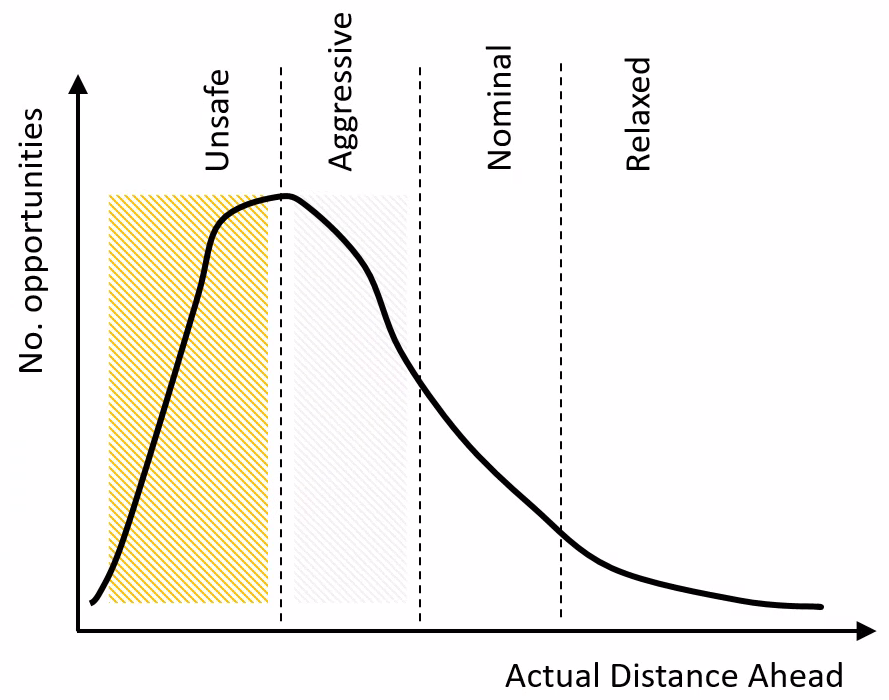 Unsafe
Aggressive
Nominal
Relaxed
No. opportunities
Actual Distance Ahead